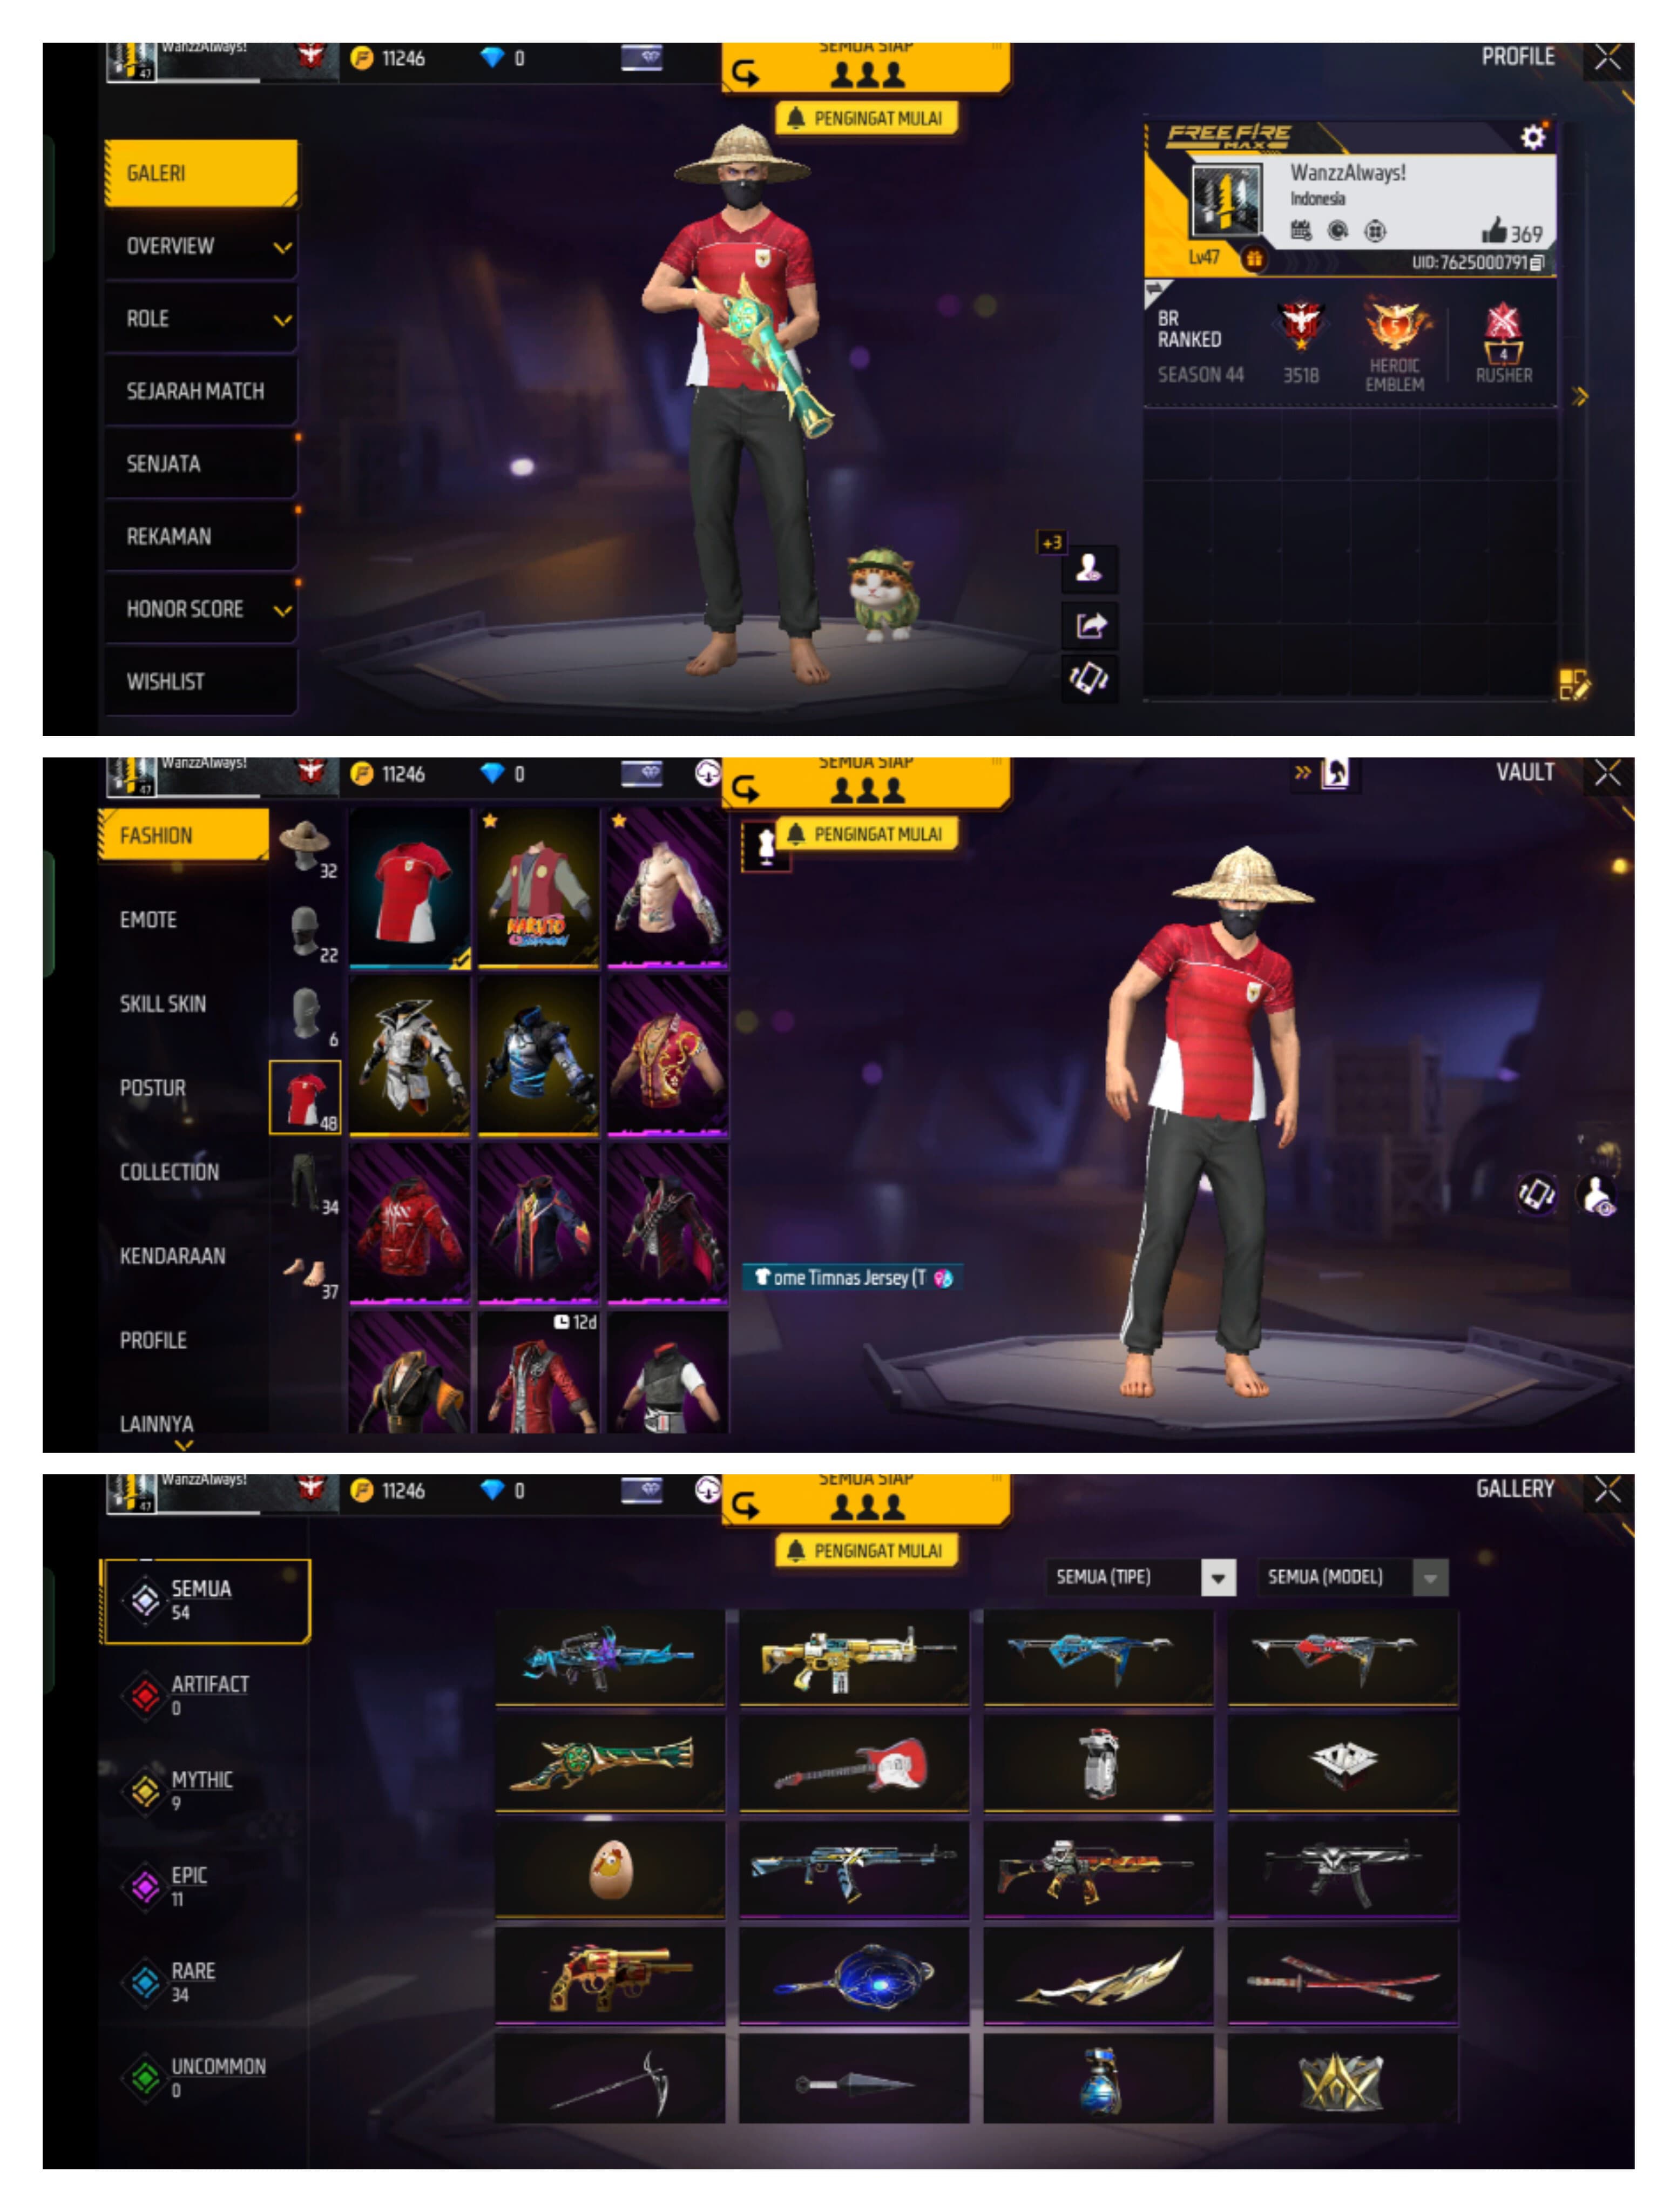 WanzzAlways!
47
11246
0
SEMUA SIAP
PROFILE
PENGINGAT MULAI
GALERI
OVERVIEW
ROLE
SEJARAH MATCH
SENJATA
REKAMAN
HONOR SCORE
WISHLIST
+3
FREE FIRE
MAX
WanzzAlways!
Indonesia
369
Lv47
UID:7625000791
BR
RANKED
SEASON 44
3518
5
HEROIC
EMBLEM
4
RUSHER
WanzzAlways!
47
11246
0
SEMUA SIAP
VAULT
PENGINGAT MULAI
FASHION
EMOTE
SKILL SKIN
POSTUR
COLLECTION
KENDARAAN
PROFILE
LAINNYA
32
22
6
48
34
37
NARUTO
12d
ome Timnas Jersey (T
WanzzAlways!
47
11246
0
SEMUA SIAP
GALLERY
PENGINGAT MULAI
SEMUA (TIPE)
SEMUA (MODEL)
SEMUA
54
ARTIFACT
0
MYTHIC
9
EPIC
11
RARE
34
UNCOMMON
0